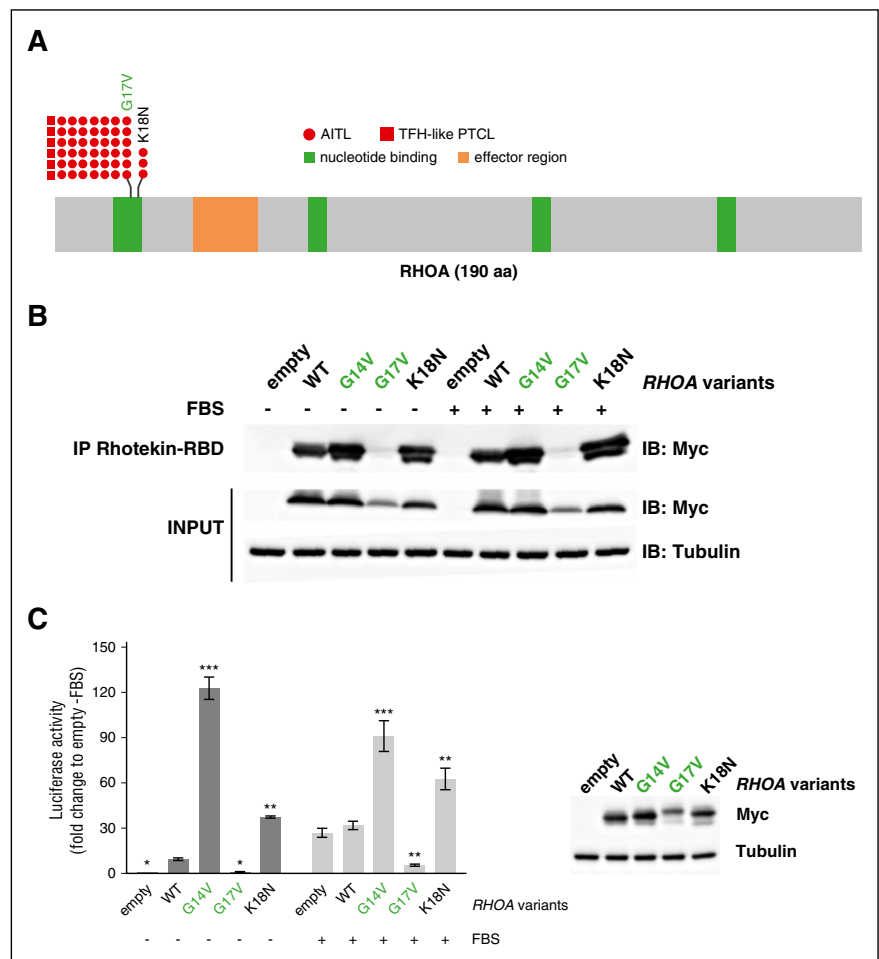 A
G17V
K18N
AITL TFH-like PTCL
nucleotide binding effector region
RHOA (190 aa)
B
empty WT G14V G17V K18N empty WT G14V G17V K18N RHOA variants
FBS - - - - - + + + + +
IP Rhotekin-RBD IB: Myc
INPUT IB: Myc
IB: Tubulin
C
Luciferase activity
(fold change to empty -FBS)
150
120
90
60
30
0
* *** * ** *** ** **
empty WT G14V G17V K18N empty WT G14V G17V K18N RHOA variants
- - - - - + + + + + FBS
empty WT G14V G17V K18N RHOA variants
Myc
Tubulin